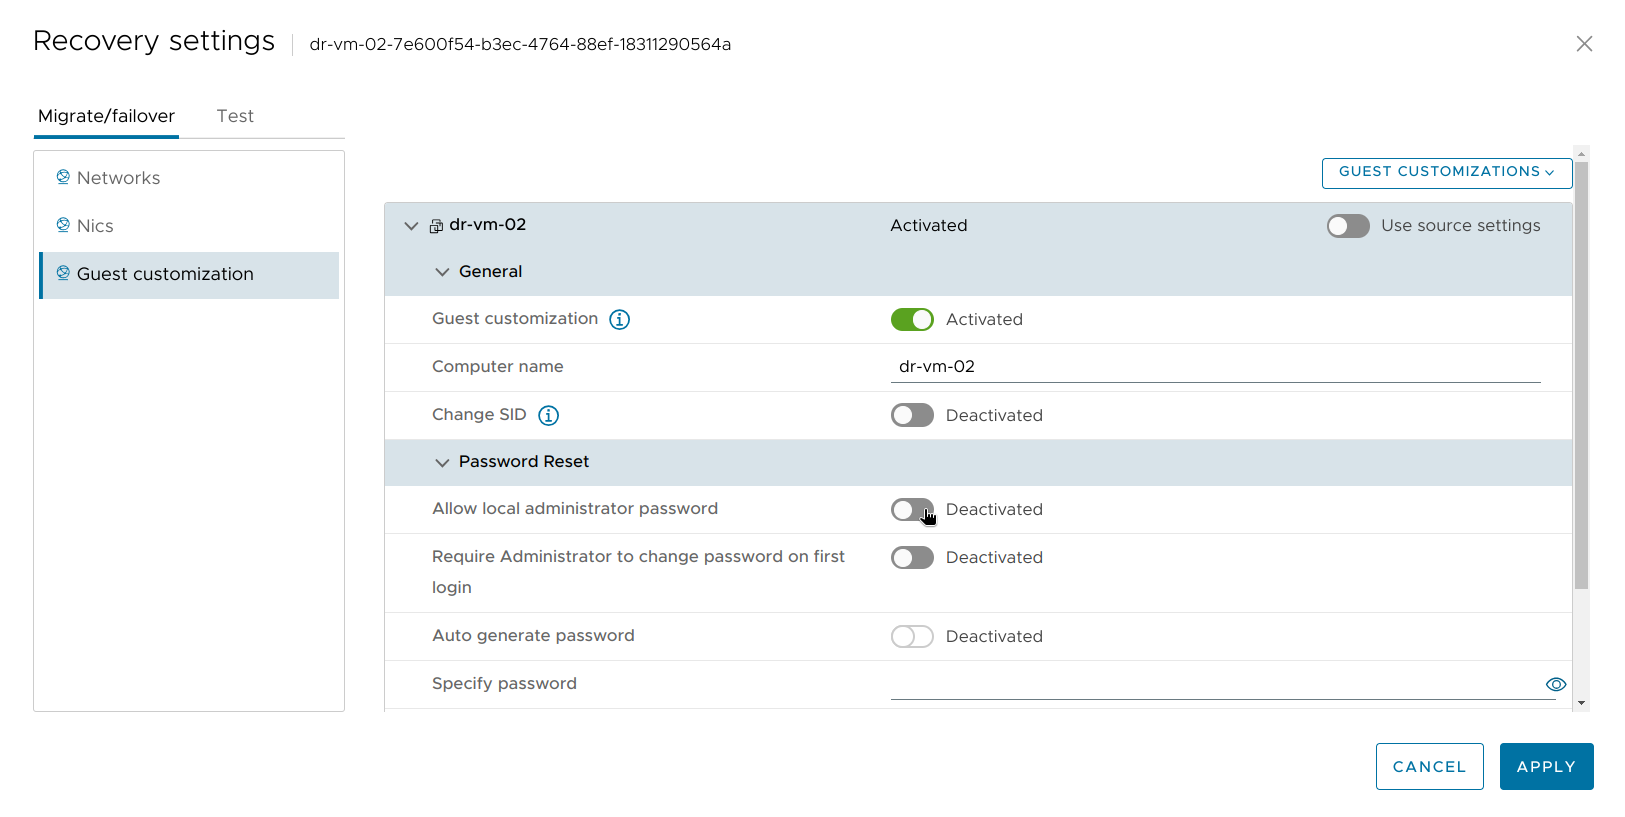 Recovery settings
dr-vm-02-7e600f54-b3ec-4764-88ef-18311290564a
Migrate/failover
Test
Networks
Nics
Guest customization
GUEST CUSTOMIZATIONS
dr-vm-02
Activated
Use source settings
General
Guest customization
Activated
Computer name
dr-vm-02
Change SID
Deactivated
Password Reset
Allow local administrator password
Deactivated
Require Administrator to change password on first
login
Deactivated
Auto generate password
Deactivated
Specify password
CANCEL
APPLY